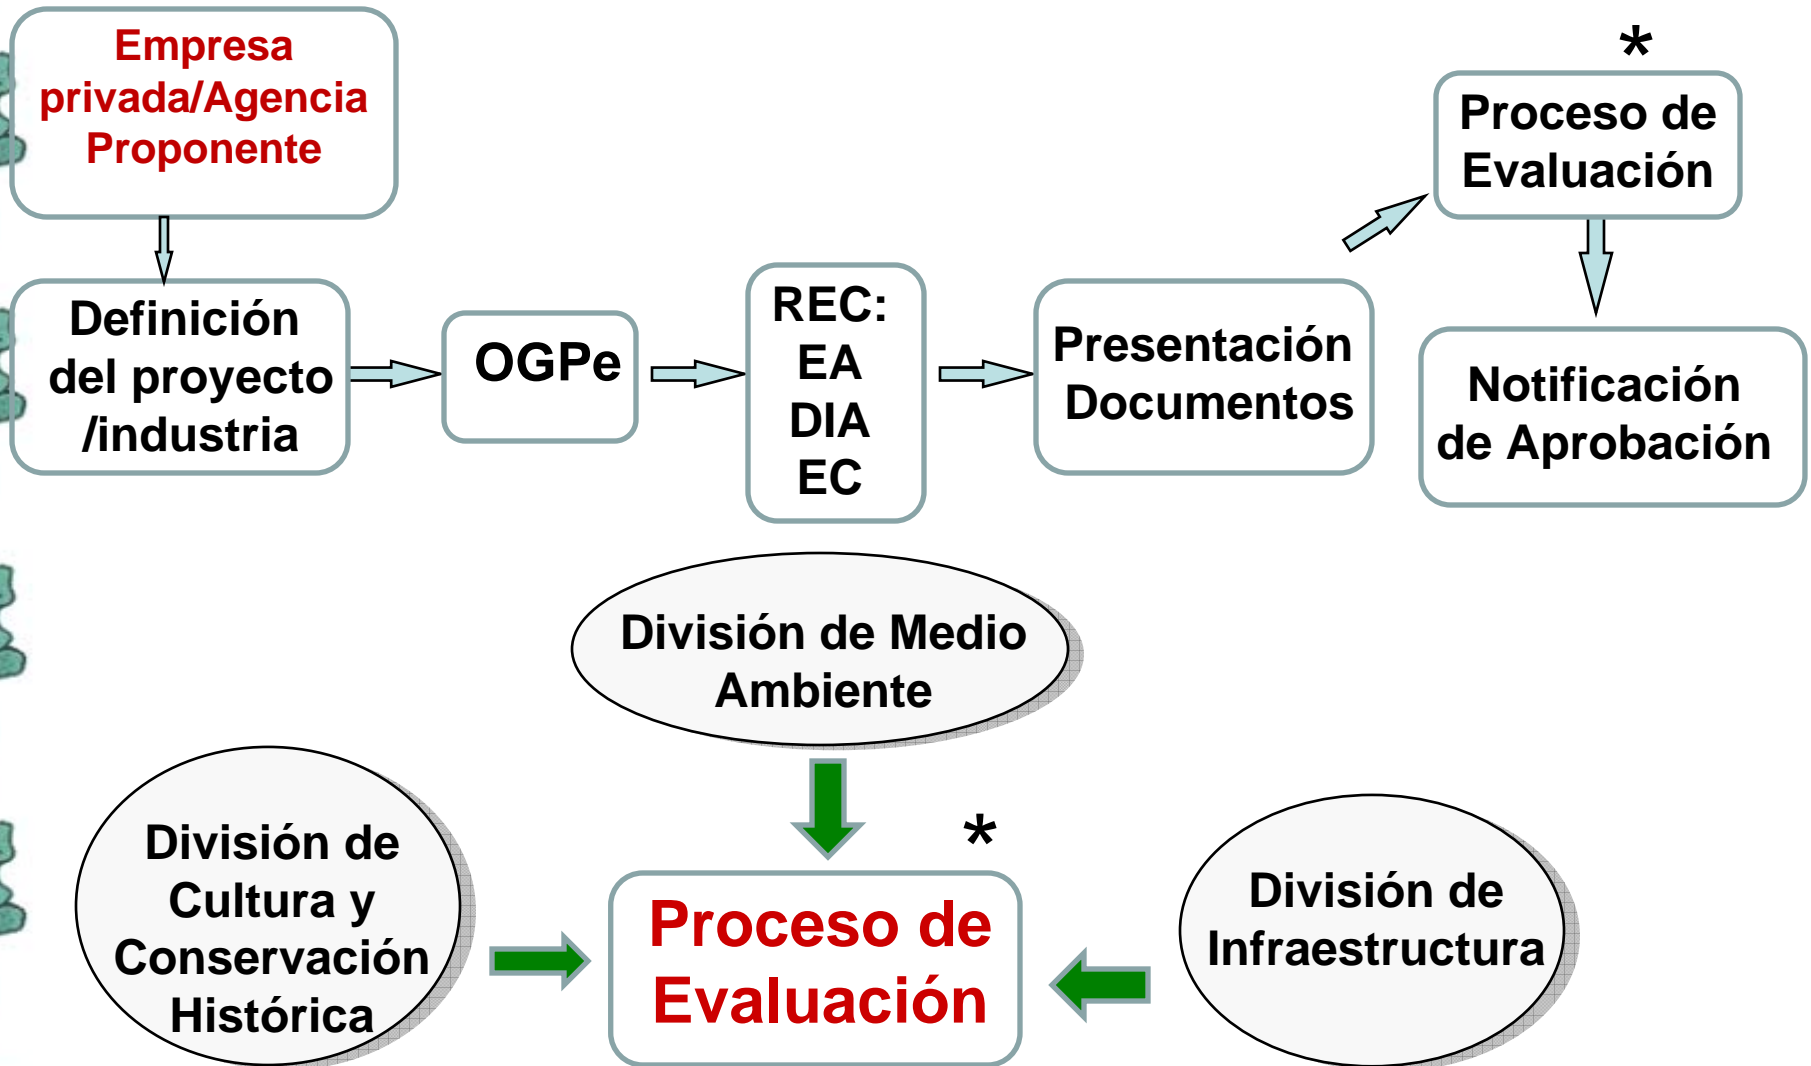 Empresa
privada/Agencia
Proponente
*
Proceso de
Evaluación
Definición
del proyecto
/industria
OGPe
REC:
EA
DIA
EC
Presentación
Documentos
Notificación
de Aprobación
División de Medio
Ambiente
División de
Cultura y
Conservación
Histórica
*
Proceso de
Evaluación
División de
Infraestructura